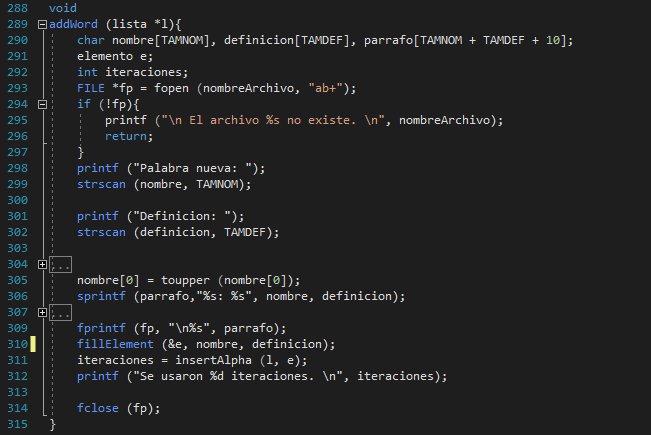 288 void
289 addWord (lista *l){
290     char nombre[TAMNOM], definicion[TAMDEF], parrafo[TAMNOM + TAMDEF + 10];
291     elemento e;
292     int iteraciones;
293     FILE *fp = fopen (nombreArchivo, "ab+");
294     if (!fp){
295         printf ("\n El archivo %s no existe. \n", nombreArchivo);
296         return;
297     }
298     printf ("Palabra nueva: ");
299     strscan (nombre, TAMNOM);
300
301     printf ("Definicion: ");
302     strscan (definicion, TAMDEF);
303
304 ...
305     nombre[0] = toupper (nombre[0]);
306     sprintf (parrafo,"%s: %s", nombre, definicion);
307 ...
309     fprintf (fp, "\n%s", parrafo);
310     fillElement (&e, nombre, definicion);
311     iteraciones = insertAlpha (l, e);
312     printf ("Se usaron %d iteraciones. \n", iteraciones);
313
314     fclose (fp);
315 }